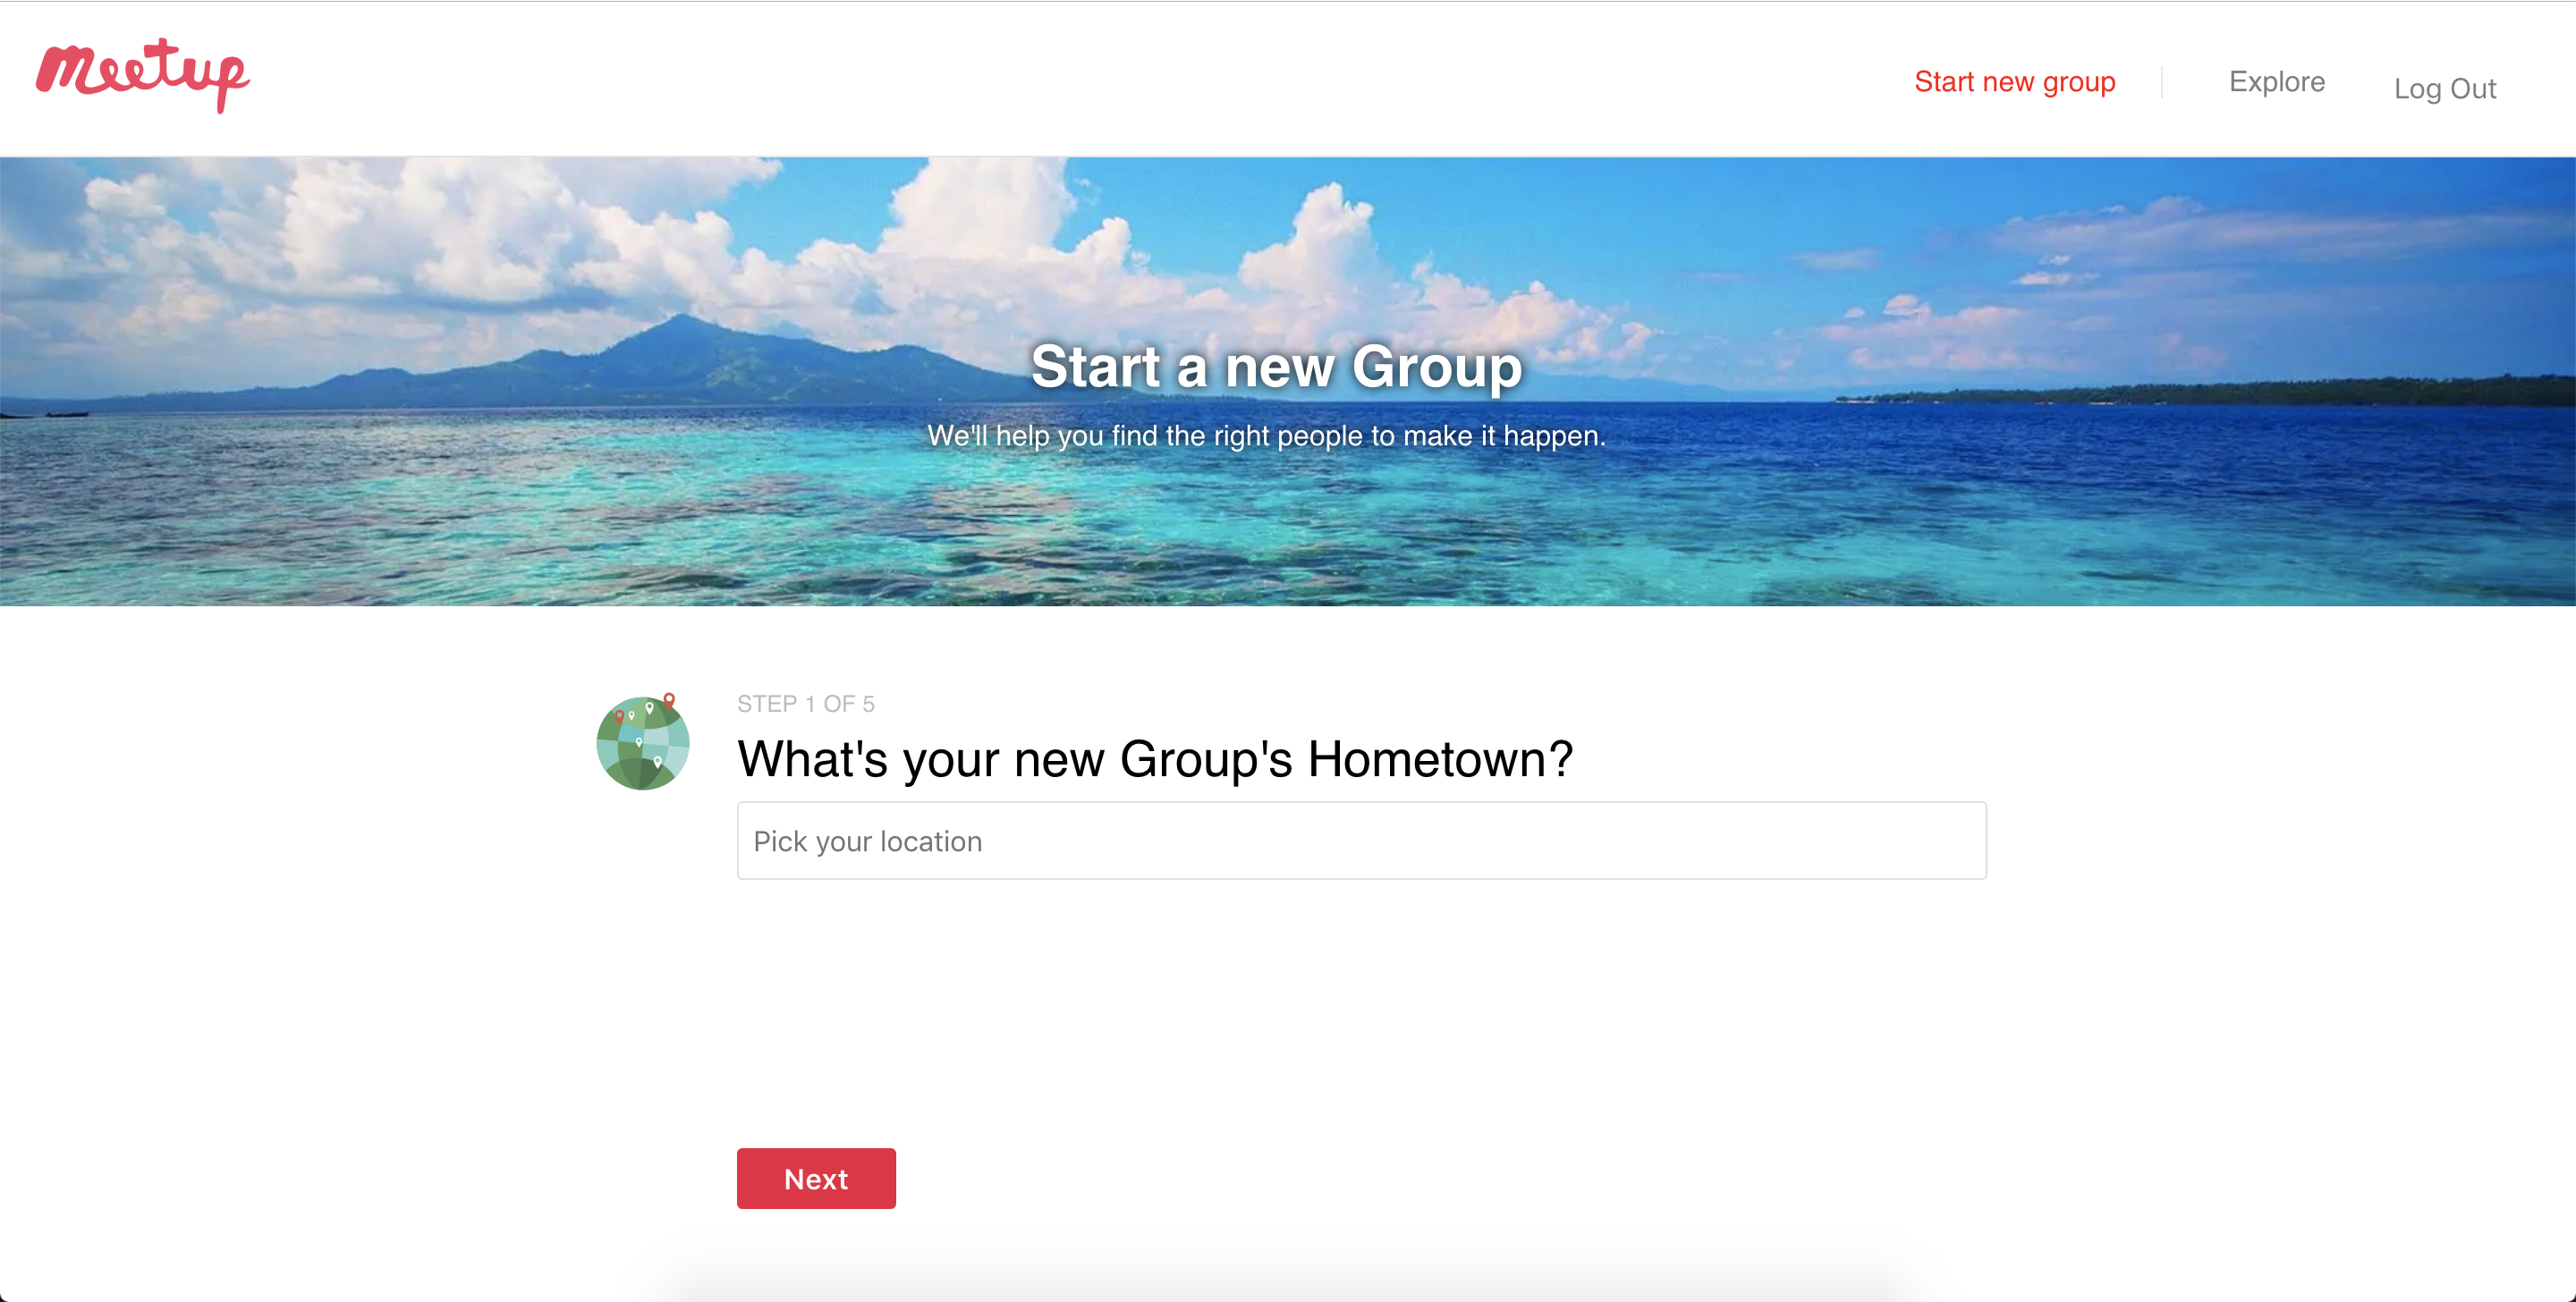 Meetup
Start new group
Explore
Log Out
Start a new Group
We'll help you find the right people to make it happen.
STEP 1 OF 5
What's your new Group's Hometown?
Pick your location
Next